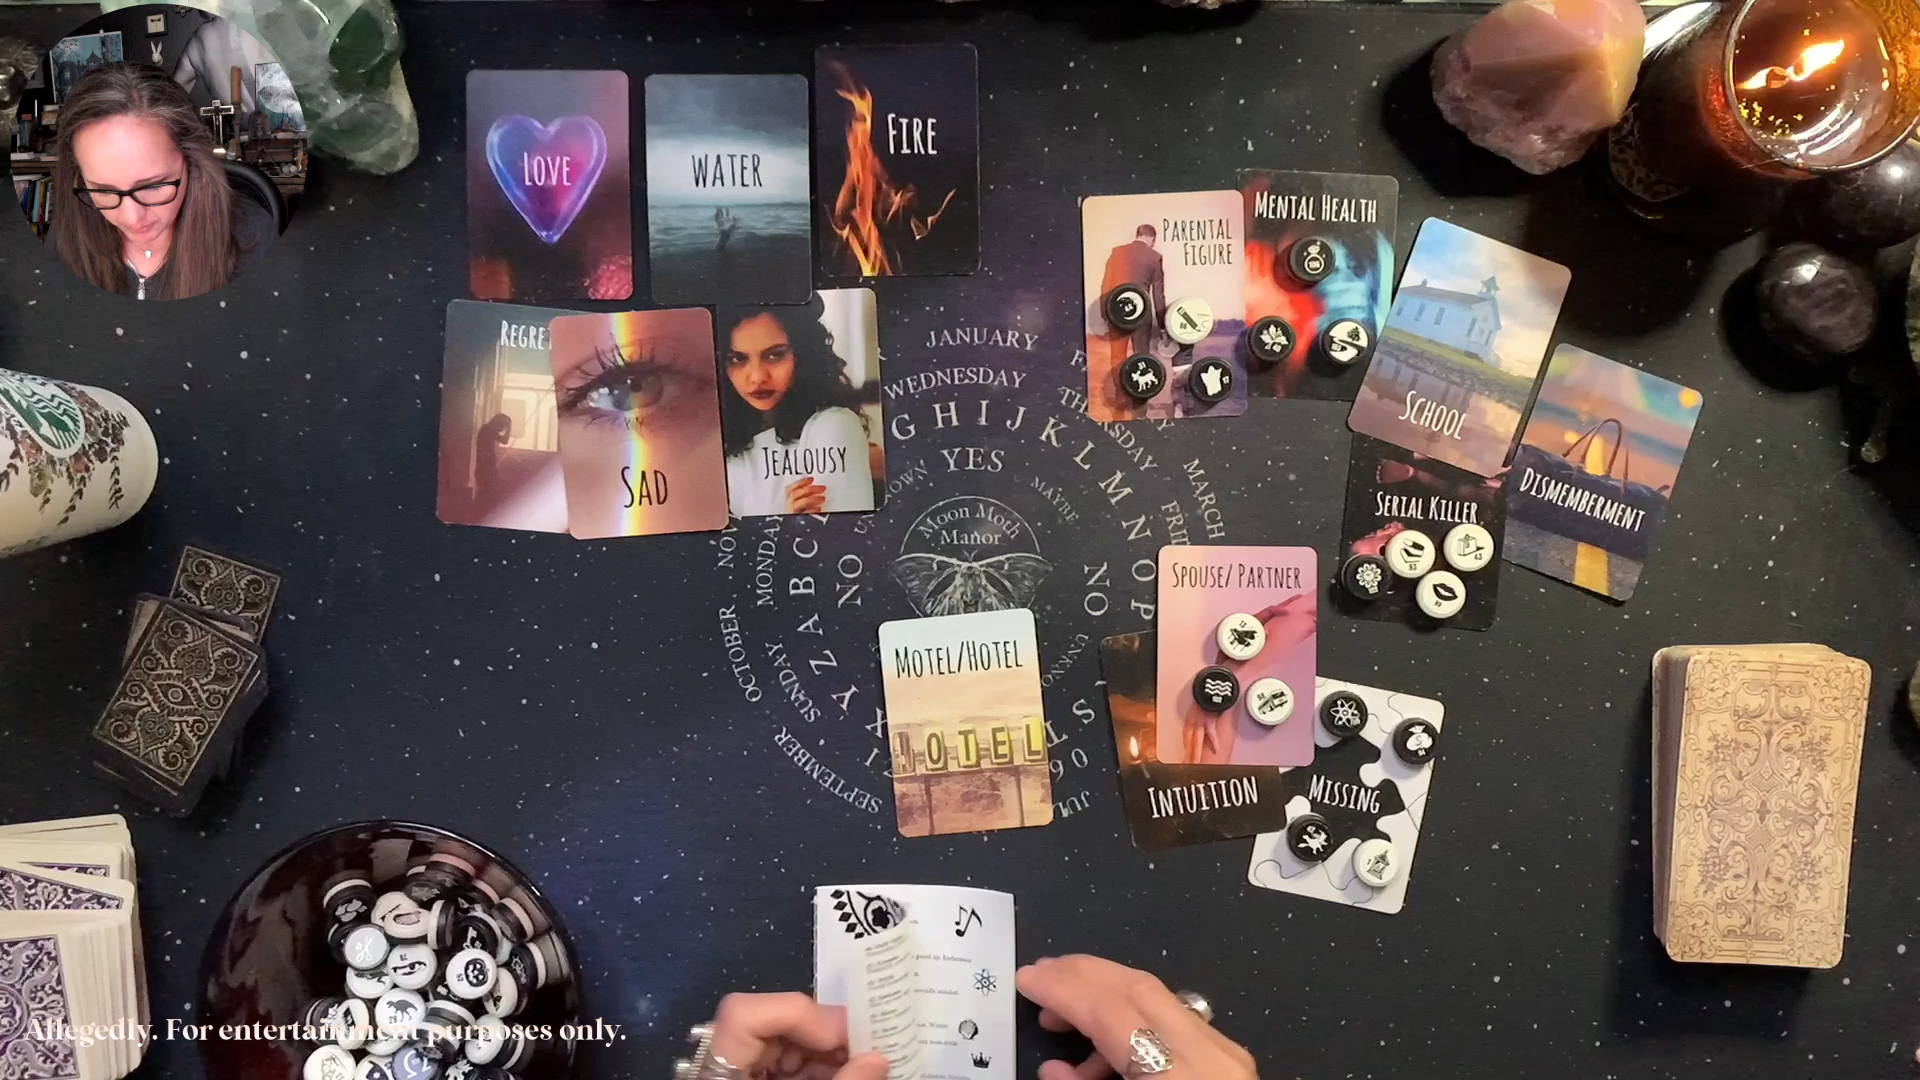 LOVE
WATER
FIRE
REGRET
SAD
JEALOUSY
PARENTAL
FIGURE
MENTAL HEALTH
SCHOOL
DISMEMBERMENT
SERIAL KILLER
SPOUSE/ PARTNER
INTUITION
MISSING
MOTEL/HOTEL
HOTEL
JANUARY
WEDNESDAY
G H I J K L M N O P
YES
MAYBE
MARCH
Moon Moth
Manor
NO
NO
MONDAY
A B C
X Y Z
SUNDAY
OCTOBER
SEPTEMBER
Allegedly. For entertainment purposes only.